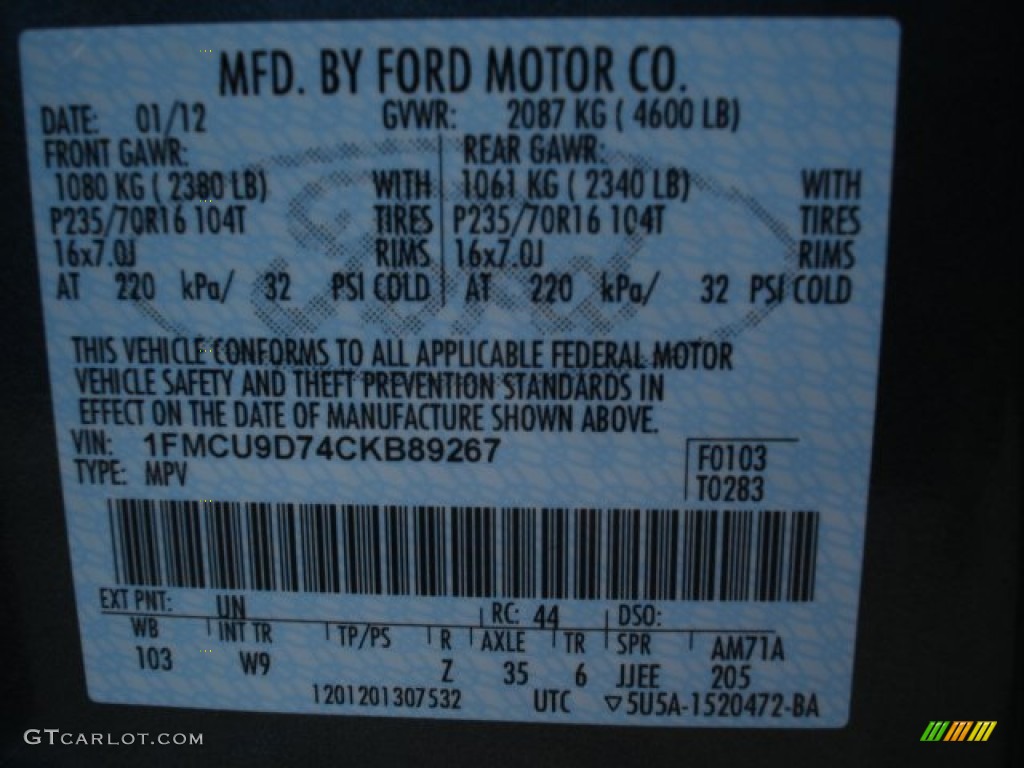 MFD. BY FORD MOTOR CO.
DATE: 01/12 GVWR: 2087 KG ( 4600 LB)
FRONT GAWR: REAR GAWR:
1080 KG ( 2380 LB) WITH 1061 KG ( 2340 LB) WITH
P235/70R16 104T TIRES P235/70R16 104T TIRES
16x7.0J RIMS 16x7.0J RIMS
AT 220 kPa/ 32 PSI COLD AT 220 kPa/ 32 PSI COLD
THIS VEHICLE CONFORMS TO ALL APPLICABLE FEDERAL MOTOR
VEHICLE SAFETY AND THEFT PREVENTION STANDARDS IN
EFFECT ON THE DATE OF MANUFACTURE SHOWN ABOVE.
VIN: 1FMCU9D74CKB89267
TYPE: MPV
F0103
T0283
EXT PNT: UN RC: 44 DSO:
WB INT TR TP/PS R AXLE TR SPR AM71A
103 W9 Z 35 6 JJEE 205
1201201307532 UTC ▽5U5A-1520472-BA
GTCARLOT.COM